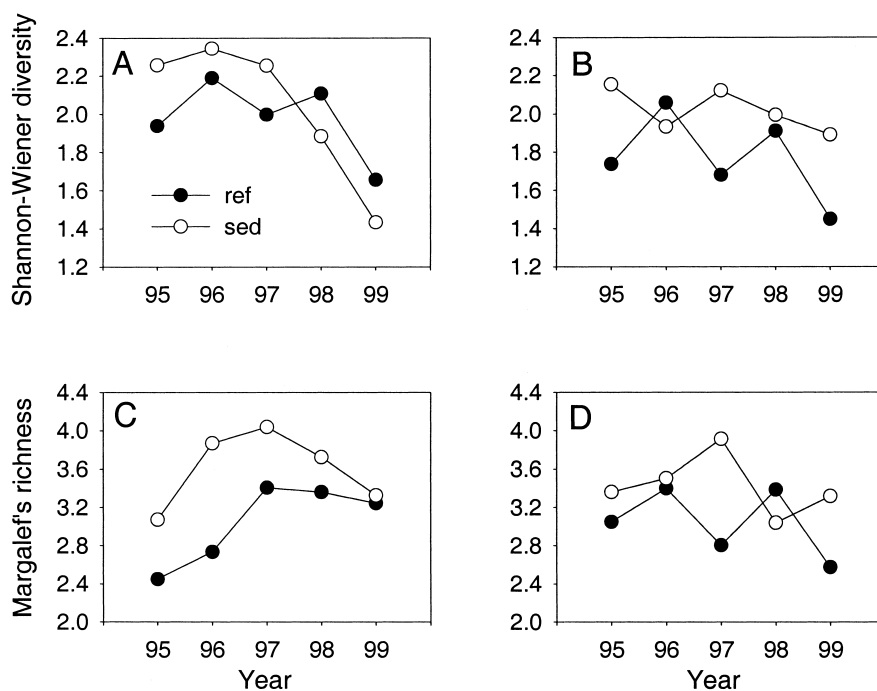 Shannon-Wiener diversity
A
2.4
2.2
2.0
1.8
1.6
1.4
1.2
ref
sed
95 96 97 98 99
B
2.4
2.2
2.0
1.8
1.6
1.4
1.2
95 96 97 98 99
Margalef's richness
C
4.4
4.0
3.6
3.2
2.8
2.4
2.0
95 96 97 98 99
Year
D
4.4
4.0
3.6
3.2
2.8
2.4
2.0
95 96 97 98 99
Year